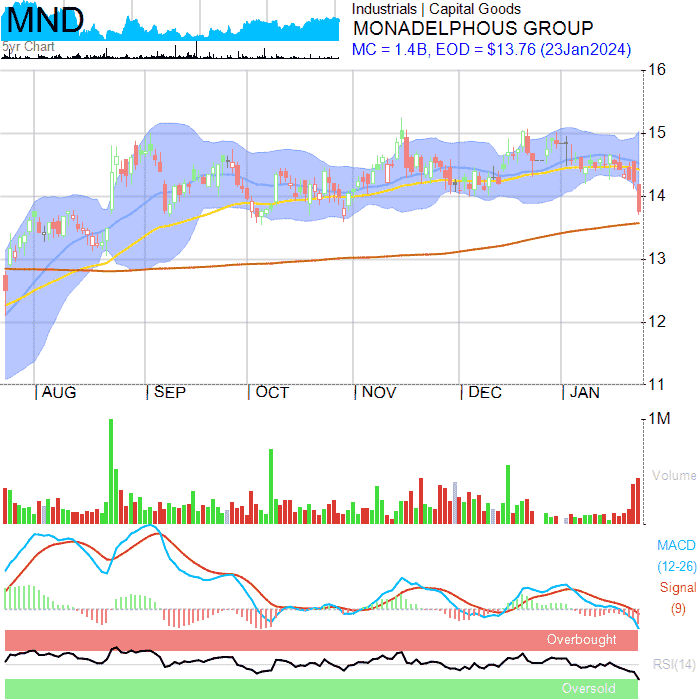 MND
5yr Chart
Industrials | Capital Goods
MONADELPHOUS GROUP
MC = 1.4B, EOD = $13.76 (23Jan2024)
16
15
14
13
12
11
AUG SEP OCT NOV DEC JAN
1M
Volume
MACD
(12-26)
Signal
(9)
Overbought
RSI(14)
Oversold